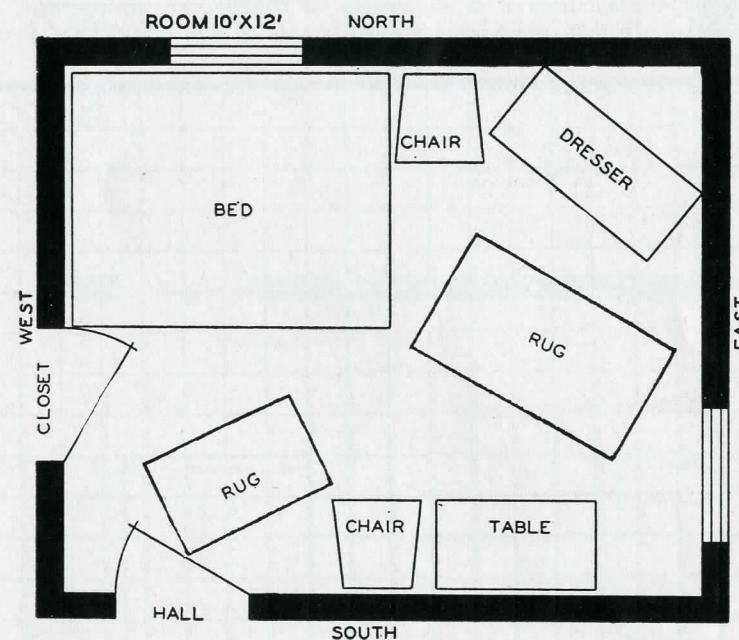 ROOM 10'X12' NORTH
CHAIR
DRESSER
BED
WEST
EAST
RUG
CLOSET
RUG
CHAIR
TABLE
HALL
SOUTH